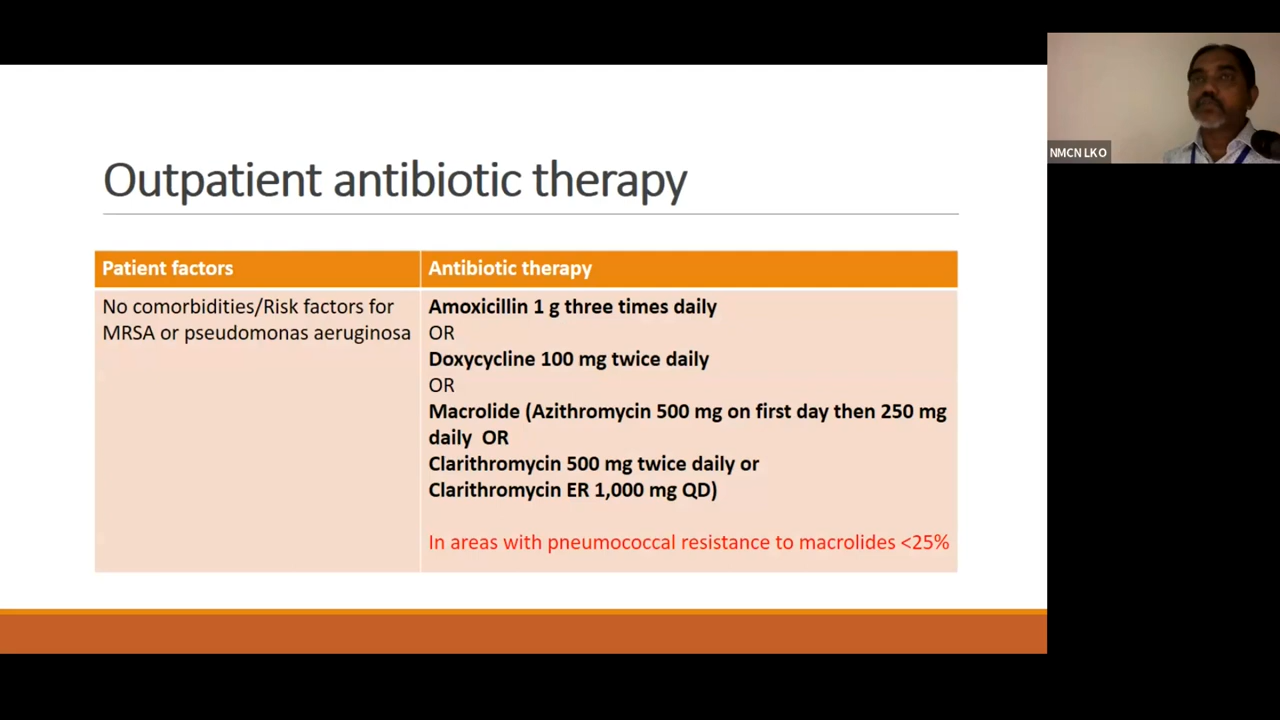 Outpatient antibiotic therapy
Patient factors
Antibiotic therapy
No comorbidities/Risk factors for
MRSA or pseudomonas aeruginosa
Amoxicillin 1 g three times daily
OR
Doxycycline 100 mg twice daily
OR
Macrolide (Azithromycin 500 mg on first day then 250 mg
daily OR
Clarithromycin 500 mg twice daily or
Clarithromycin ER 1,000 mg QD)
In areas with pneumococcal resistance to macrolides <25%
NMCN LKO